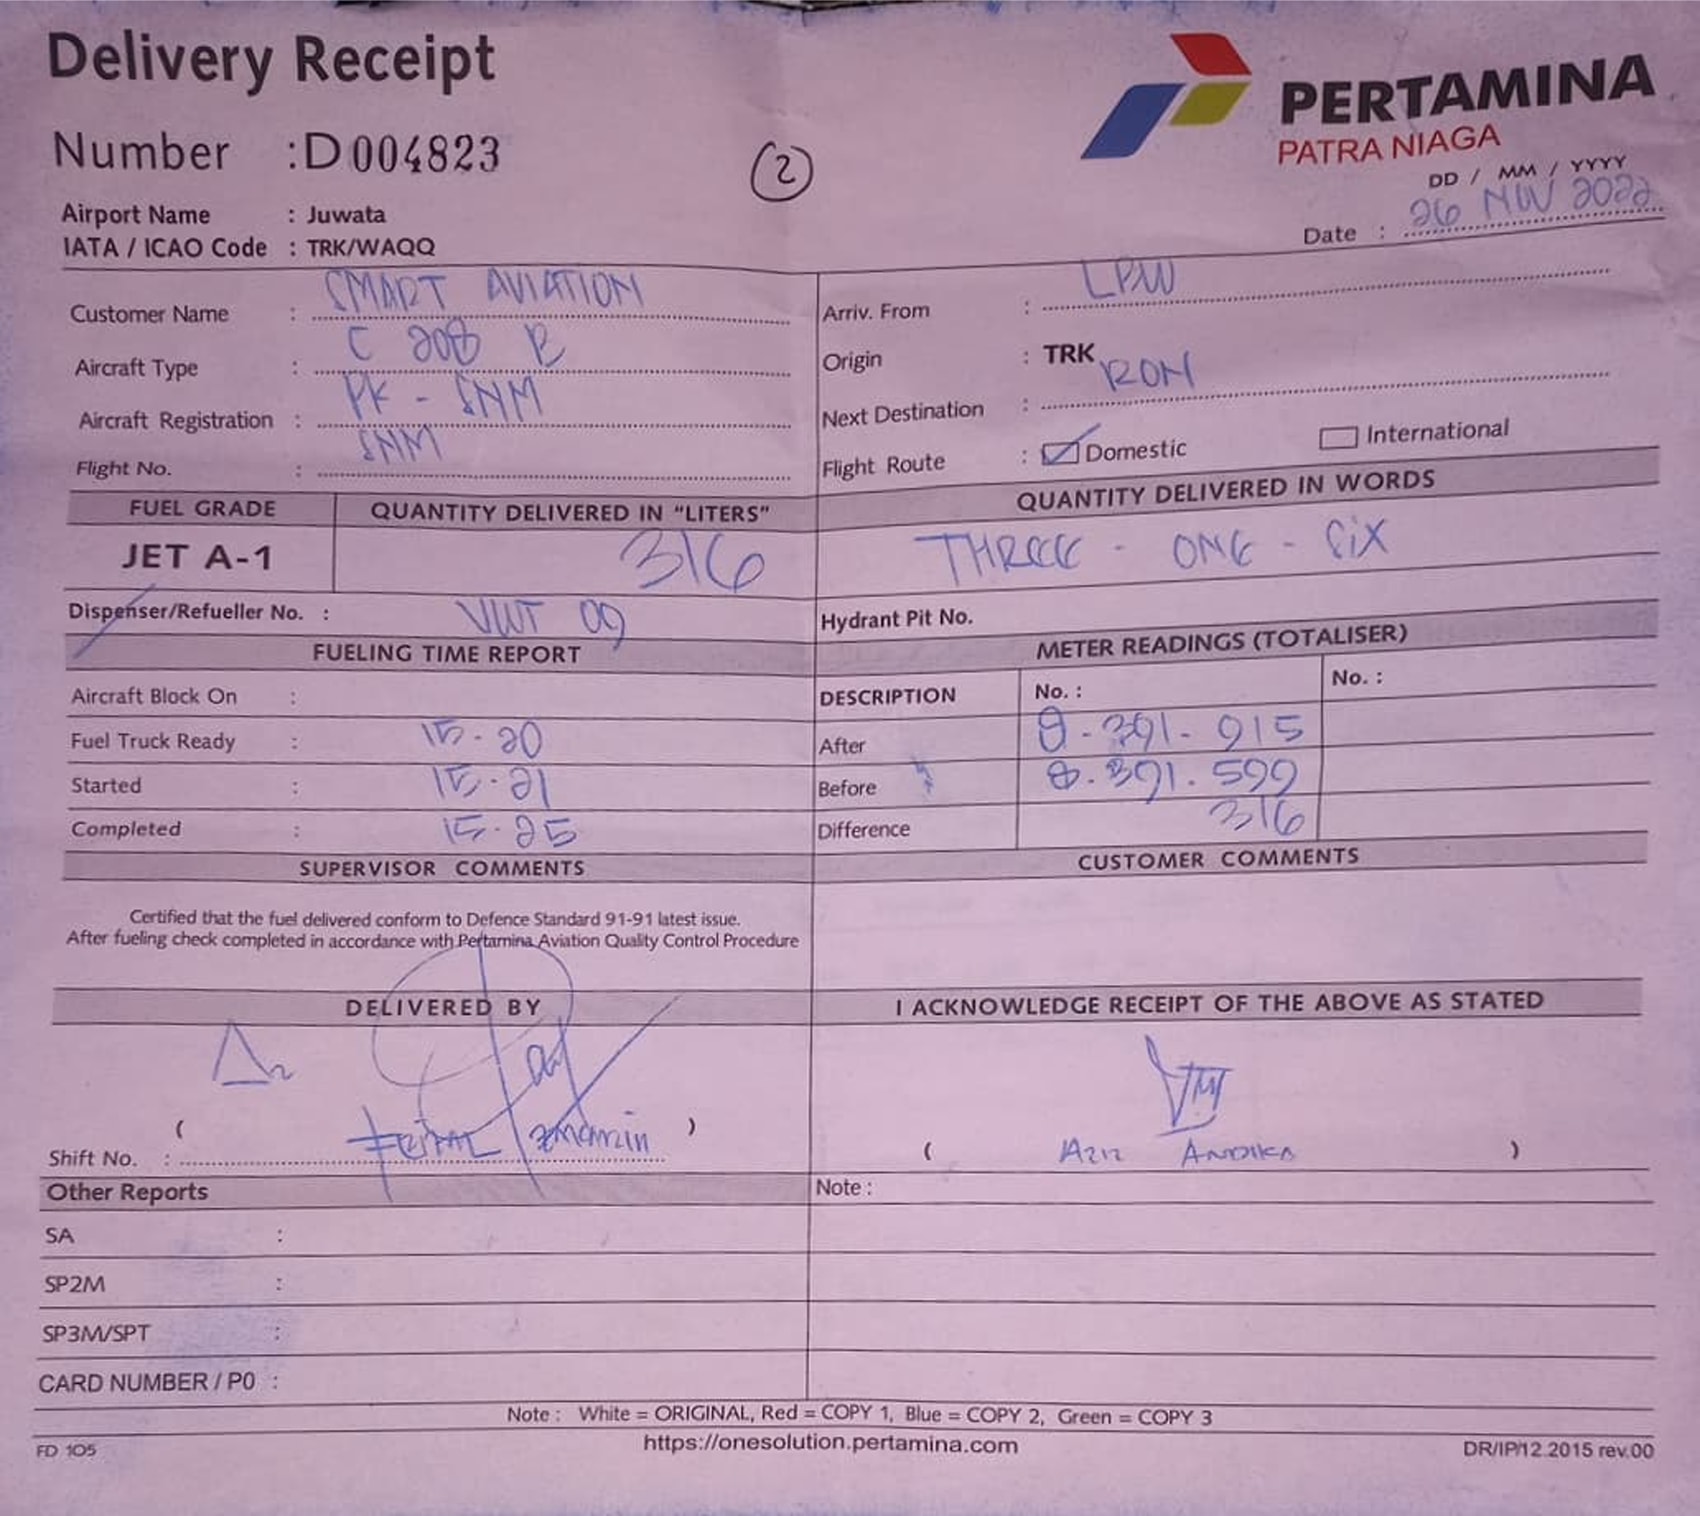 Delivery Receipt
PERTAMINA
PATRA NIAGA
Number : D 004823
2
DD / MM / YYYY
Date : 26 NOV 2022
Airport Name : Juwata
IATA / ICAO Code : TRK/WAQQ
Customer Name : SMART AVIATION
Arriv. From : LBW
Aircraft Type : C 208 B
Origin : TRK
Aircraft Registration : PK - SNM
Next Destination : RON
Flight No. : SNM
Flight Route : Domestic International
FUEL GRADE QUANTITY DELIVERED IN “LITERS” QUANTITY DELIVERED IN WORDS
JET A-1 316 THREE - ONE - SIX
Dispenser/Refueller No. : 09
Hydrant Pit No.
FUELING TIME REPORT METER READINGS (TOTALISER)
Aircraft Block On : DESCRIPTION No. : No. :
Fuel Truck Ready : 15-20 After 8-391-915
Started : 15-21 Before 8.391.599
Completed : 15-25 Difference 316
SUPERVISOR COMMENTS CUSTOMER COMMENTS
Certified that the fuel delivered conform to Defence Standard 91-91 latest issue.
After fueling check completed in accordance with Pertamina Aviation Quality Control Procedure
DELIVERED BY I ACKNOWLEDGE RECEIPT OF THE ABOVE AS STATED
( )
Shift No. :
( AZIZ ANDIKA )
Other Reports Note :
SA :
SP2M :
SP3M/SPT :
CARD NUMBER / P0 :
Note : White = ORIGINAL, Red = COPY 1, Blue = COPY 2, Green = COPY 3
FD 105 https://onesolution.pertamina.com DR/IP/12.2015 rev.00